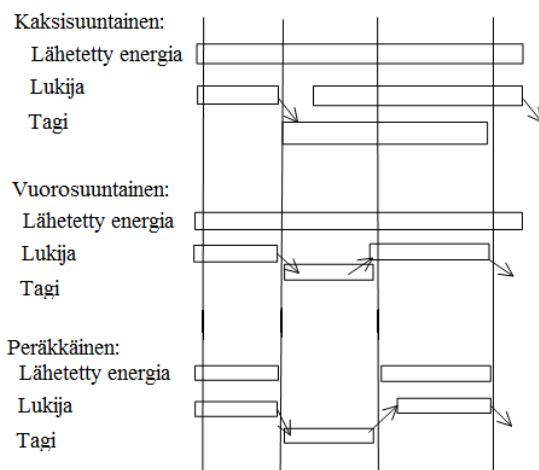 Kaksisuuntainen:
Lähetetty energia
Lukija
Tagi
Vuorosuuntainen:
Lähetetty energia
Lukija
Tagi
Peräkkäinen:
Lähetetty energia
Lukija
Tagi